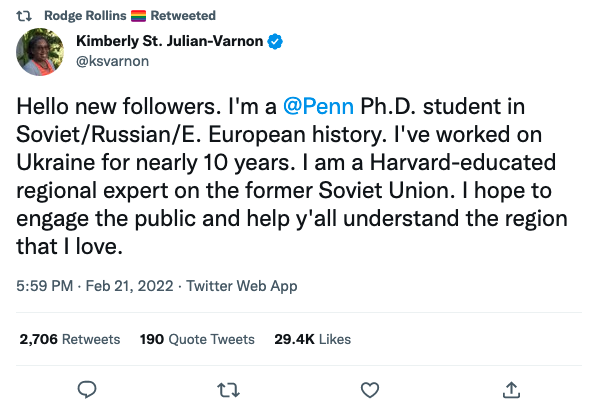 Rodge Rollins 🏳️‍🌈 Retweeted
Kimberly St. Julian-Varnon
@ksvarnon
Hello new followers. I'm a @Penn Ph.D. student in
Soviet/Russian/E. European history. I've worked on
Ukraine for nearly 10 years. I am a Harvard-educated
regional expert on the former Soviet Union. I hope to
engage the public and help y'all understand the region
that I love.
5:59 PM · Feb 21, 2022 · Twitter Web App
2,706 Retweets 190 Quote Tweets 29.4K Likes